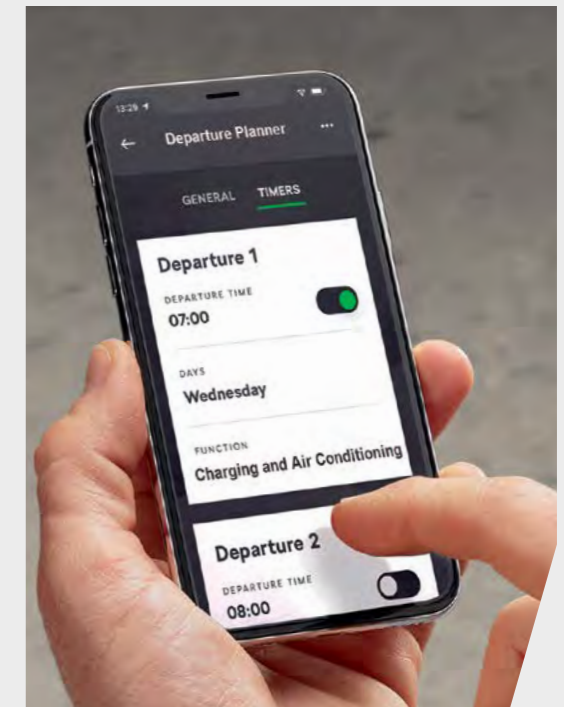 13:29
Departure Planner
GENERAL TIMERS
Departure 1
DEPARTURE TIME
07:00
DAYS
Wednesday
FUNCTION
Charging and Air Conditioning
Departure 2
DEPARTURE TIME
08:00